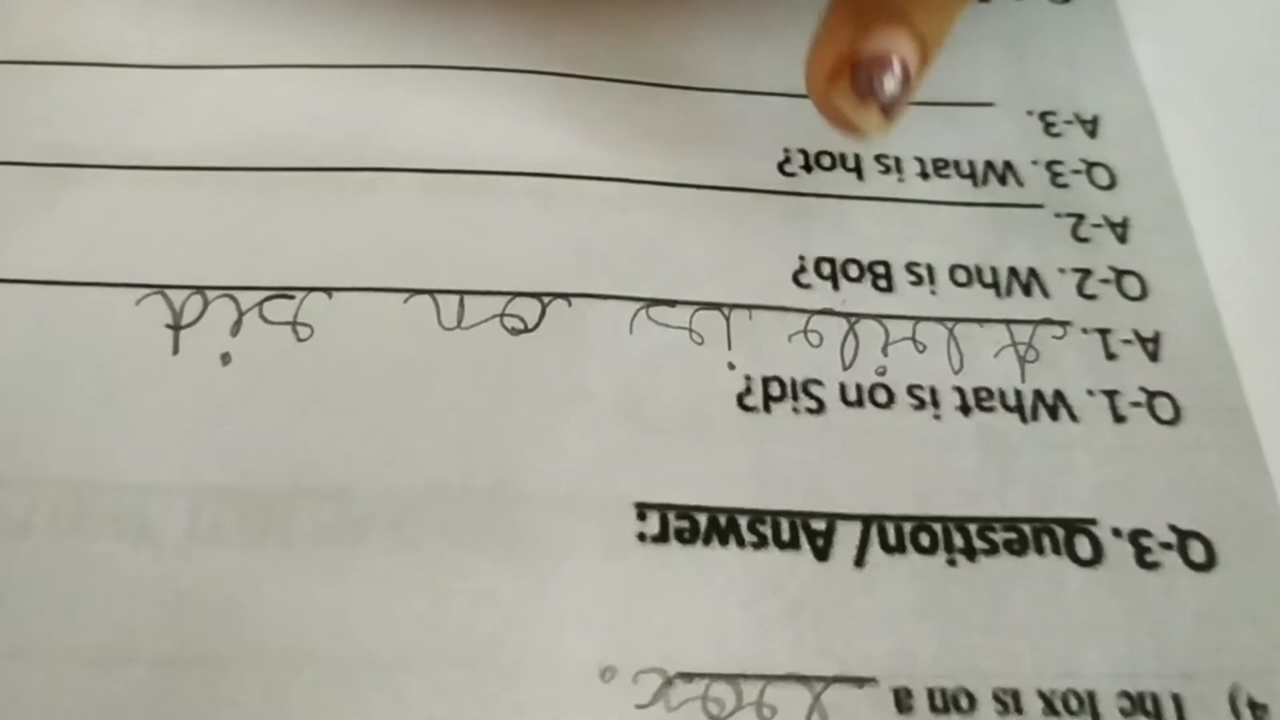 4) The fox is on a box.
Q-3. Question/Answer:
Q-1. What is on Sid?
A-1. A leile is on sid
Q-2. Who is Bob?
A-2.
Q-3. What is hot?
A-3.